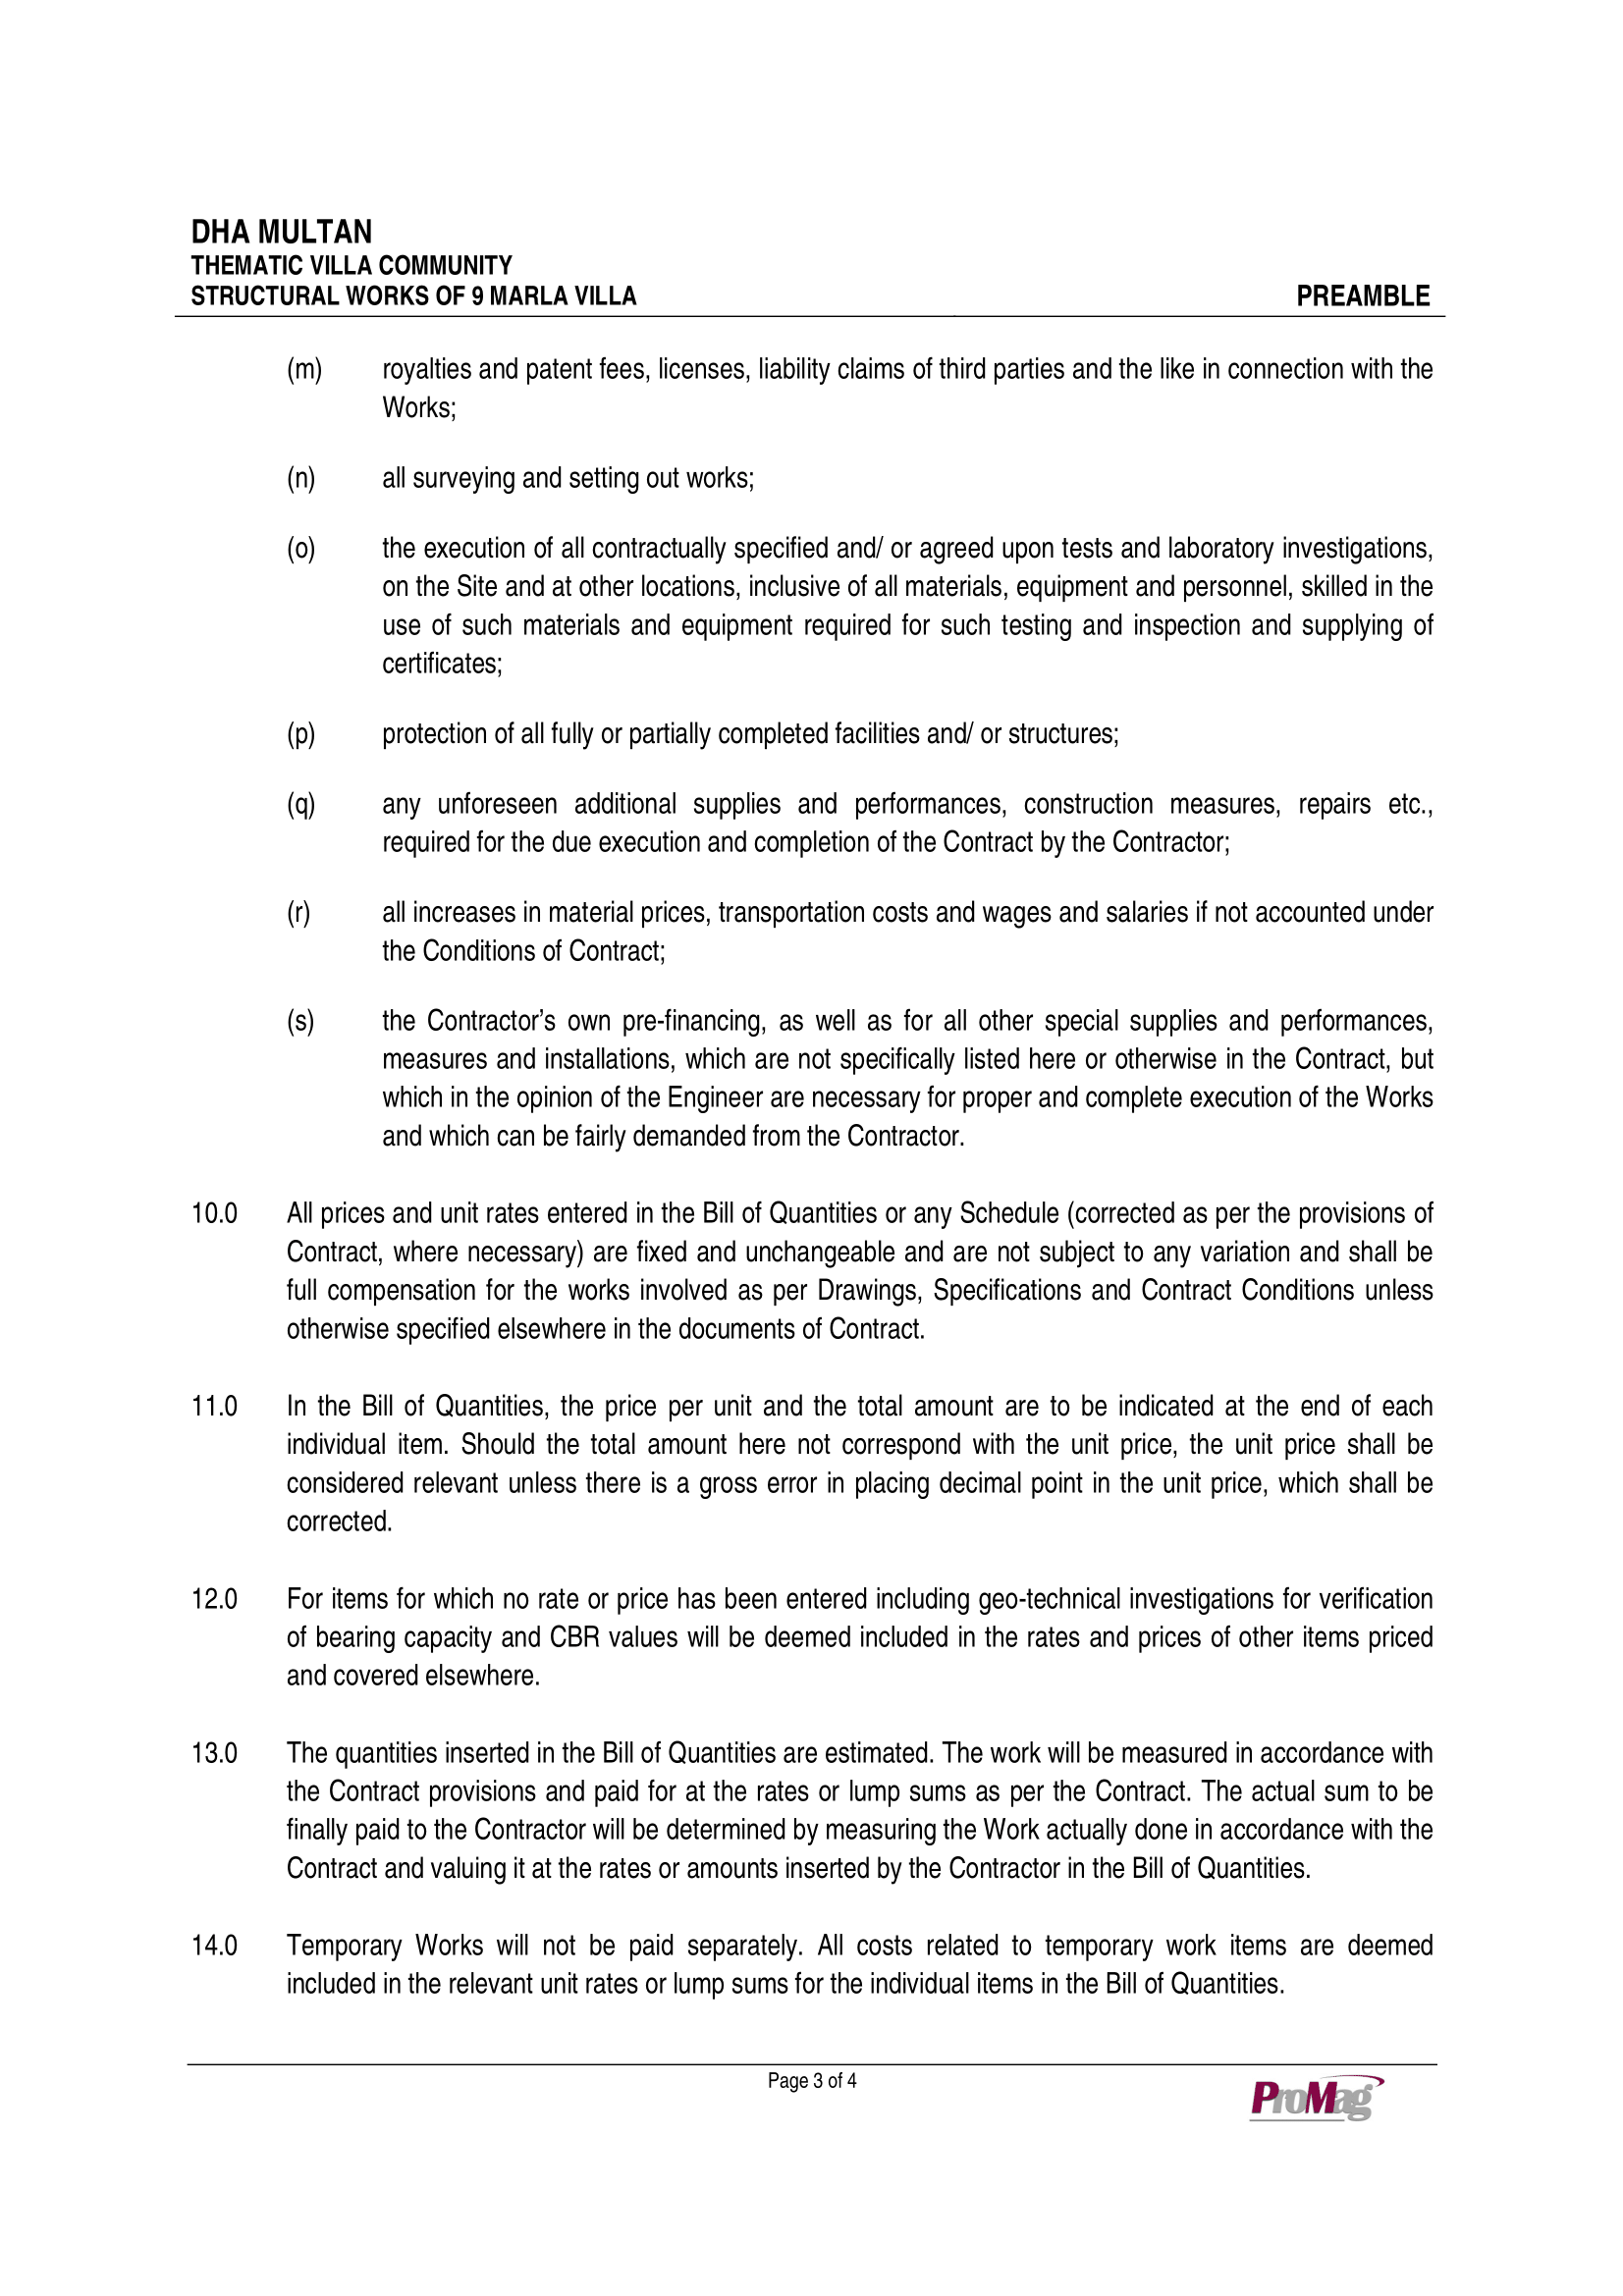 DHA MULTAN
THEMATIC VILLA COMMUNITY
STRUCTURAL WORKS OF 9 MARLA VILLA PREAMBLE
(m) royalties and patent fees, licenses, liability claims of third parties and the like in connection with the
Works;
(n) all surveying and setting out works;
(o) the execution of all contractually specified and/ or agreed upon tests and laboratory investigations,
on the Site and at other locations, inclusive of all materials, equipment and personnel, skilled in the
use of such materials and equipment required for such testing and inspection and supplying of
certificates;
(p) protection of all fully or partially completed facilities and/ or structures;
(q) any unforeseen additional supplies and performances, construction measures, repairs etc.,
required for the due execution and completion of the Contract by the Contractor;
(r) all increases in material prices, transportation costs and wages and salaries if not accounted under
the Conditions of Contract;
(s) the Contractor’s own pre-financing, as well as for all other special supplies and performances,
measures and installations, which are not specifically listed here or otherwise in the Contract, but
which in the opinion of the Engineer are necessary for proper and complete execution of the Works
and which can be fairly demanded from the Contractor.
10.0 All prices and unit rates entered in the Bill of Quantities or any Schedule (corrected as per the provisions of
Contract, where necessary) are fixed and unchangeable and are not subject to any variation and shall be
full compensation for the works involved as per Drawings, Specifications and Contract Conditions unless
otherwise specified elsewhere in the documents of Contract.
11.0 In the Bill of Quantities, the price per unit and the total amount are to be indicated at the end of each
individual item. Should the total amount here not correspond with the unit price, the unit price shall be
considered relevant unless there is a gross error in placing decimal point in the unit price, which shall be
corrected.
12.0 For items for which no rate or price has been entered including geo-technical investigations for verification
of bearing capacity and CBR values will be deemed included in the rates and prices of other items priced
and covered elsewhere.
13.0 The quantities inserted in the Bill of Quantities are estimated. The work will be measured in accordance with
the Contract provisions and paid for at the rates or lump sums as per the Contract. The actual sum to be
finally paid to the Contractor will be determined by measuring the Work actually done in accordance with the
Contract and valuing it at the rates or amounts inserted by the Contractor in the Bill of Quantities.
14.0 Temporary Works will not be paid separately. All costs related to temporary work items are deemed
included in the relevant unit rates or lump sums for the individual items in the Bill of Quantities.
Page 3 of 4
ProMag